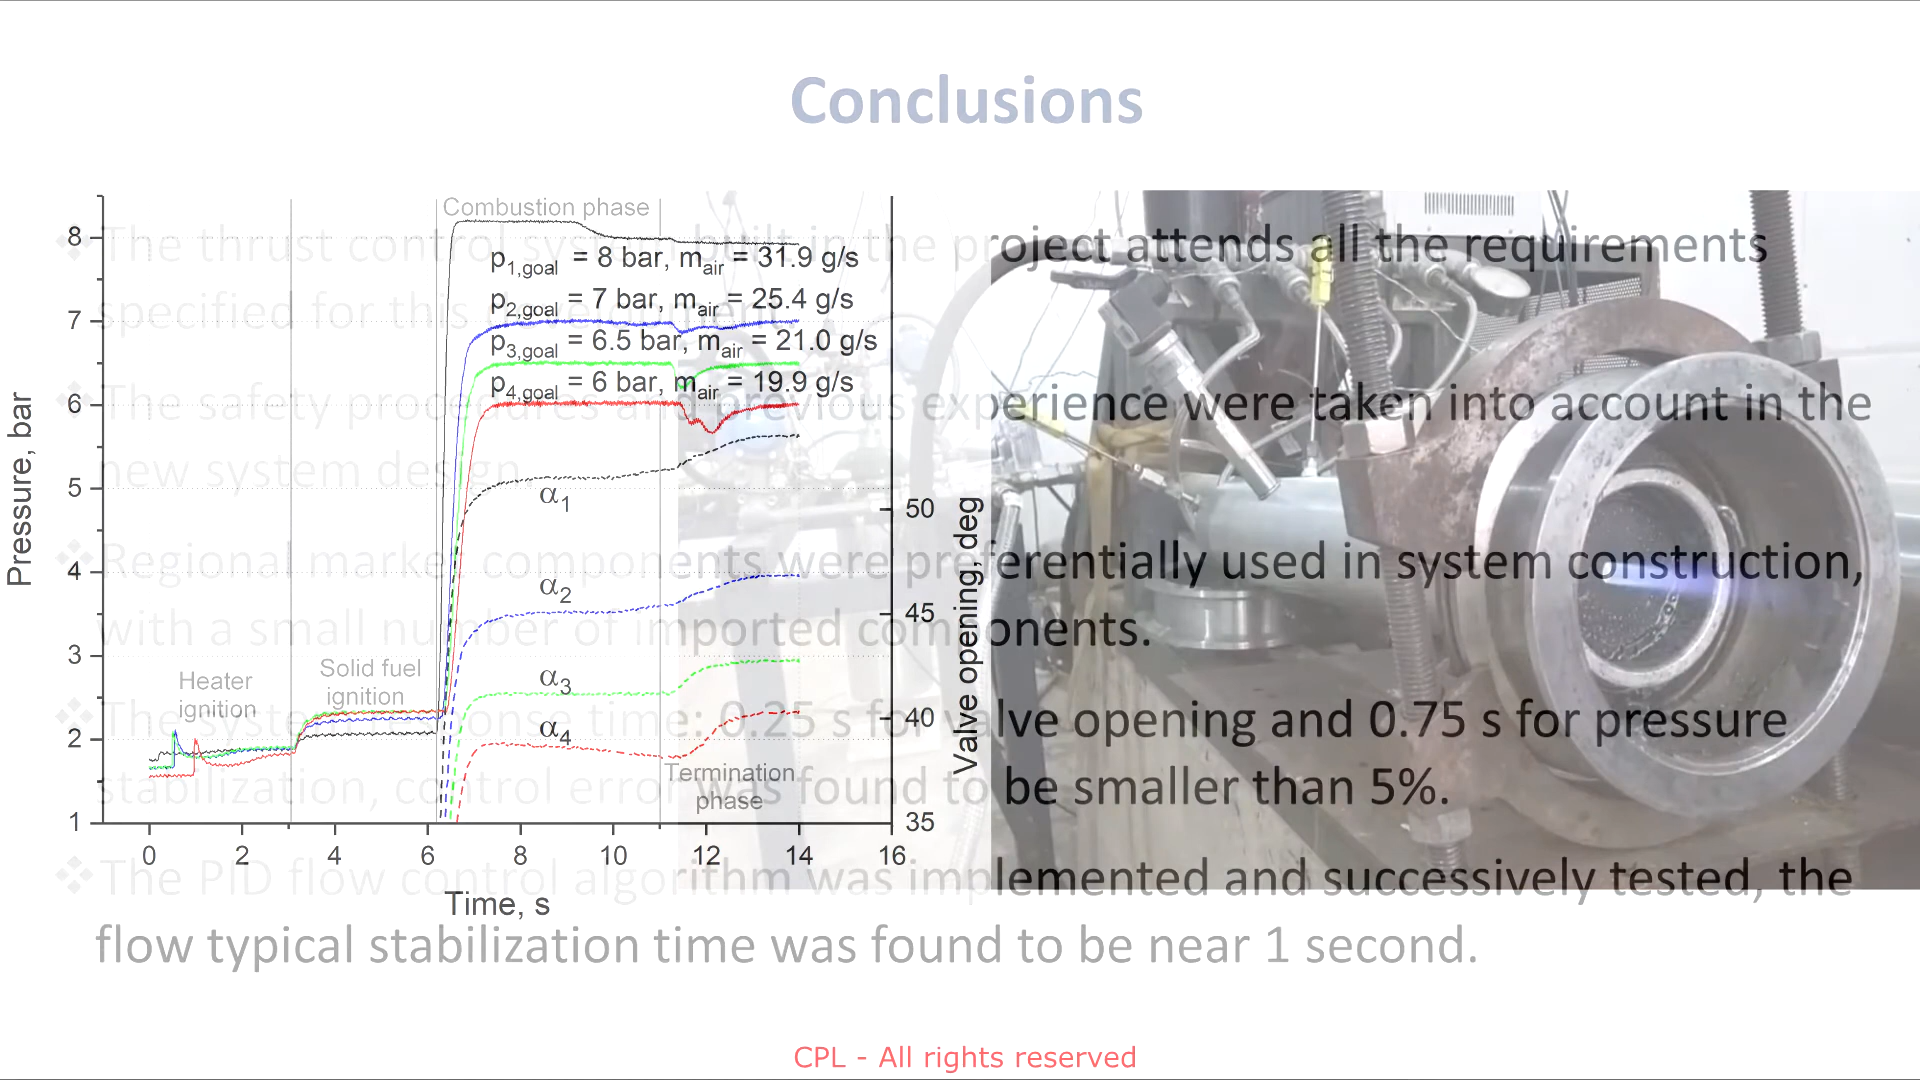 Conclusions
The thrust control system built in the project attends all the requirements
specified for this
The safety procedures and previous experience were taken into account in the
new system design
Regional market components were preferentially used in system construction,
with a small number of imported components.
The system response time: 0.25 s for valve opening and 0.75 s for pressure
stabilization, control error was found to be smaller than 5%.
The PID flow control algorithm was implemented and successively tested, the
flow typical stabilization time was found to be near 1 second.
Pressure, bar
8
7
6
5
4
3
2
1
Combustion phase
p1,goal = 8 bar, mair = 31.9 g/s
p2,goal = 7 bar, mair = 25.4 g/s
p3,goal = 6.5 bar, mair = 21.0 g/s
p4,goal = 6 bar, mair = 19.9 g/s
α1
α2
α3
α4
Heater
ignition
Solid fuel
ignition
Termination
phase
50
45
40
35
Valve opening, deg
0 2 4 6 8 10 12 14 16
Time, s
CPL - All rights reserved